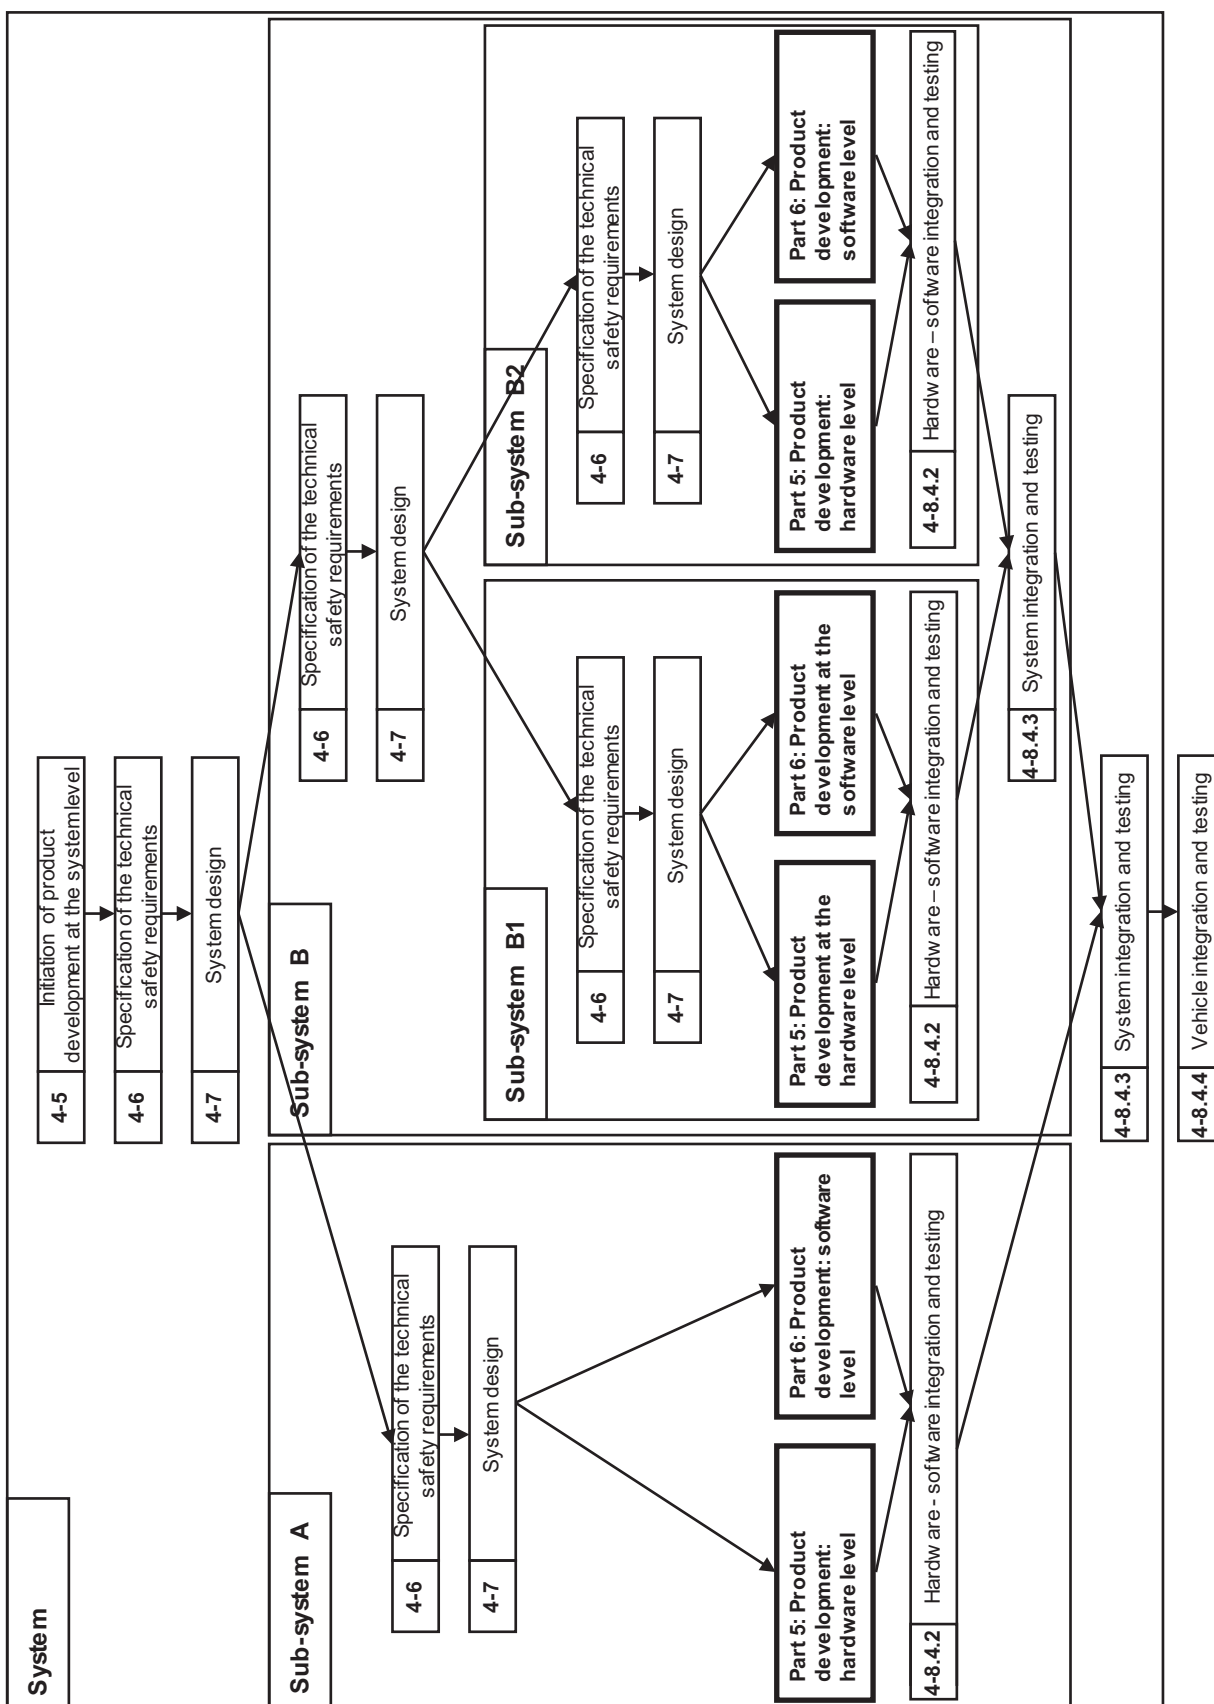 System
4-5
Initiation of product
development at the system level
4-6
Specification of the technical
safety requirements
4-7
System design
Sub-system A
4-6
Specification of the technical
safety requirements
4-7
System design
Part 5: Product
development:
hardware level
Part 6: Product
development: software
level
4-8.4.2
Hardware - software integration and testing
Sub-system B
4-6
Specification of the technical
safety requirements
4-7
System design
Sub-system B1
4-6
Specification of the technical
safety requirements
4-7
System design
Part 5: Product
development at the
hardware level
Part 6: Product
development at the
software level
4-8.4.2
Hardware – software integration and testing
Sub-system B2
4-6
Specification of the technical
safety requirements
4-7
System design
Part 5: Product
development:
hardware level
Part 6: Product
development:
software level
4-8.4.2
Hardware – software integration and testing
4-8.4.3
System integration and testing
4-8.4.3
System integration and testing
4-8.4.4
Vehicle integration and testing